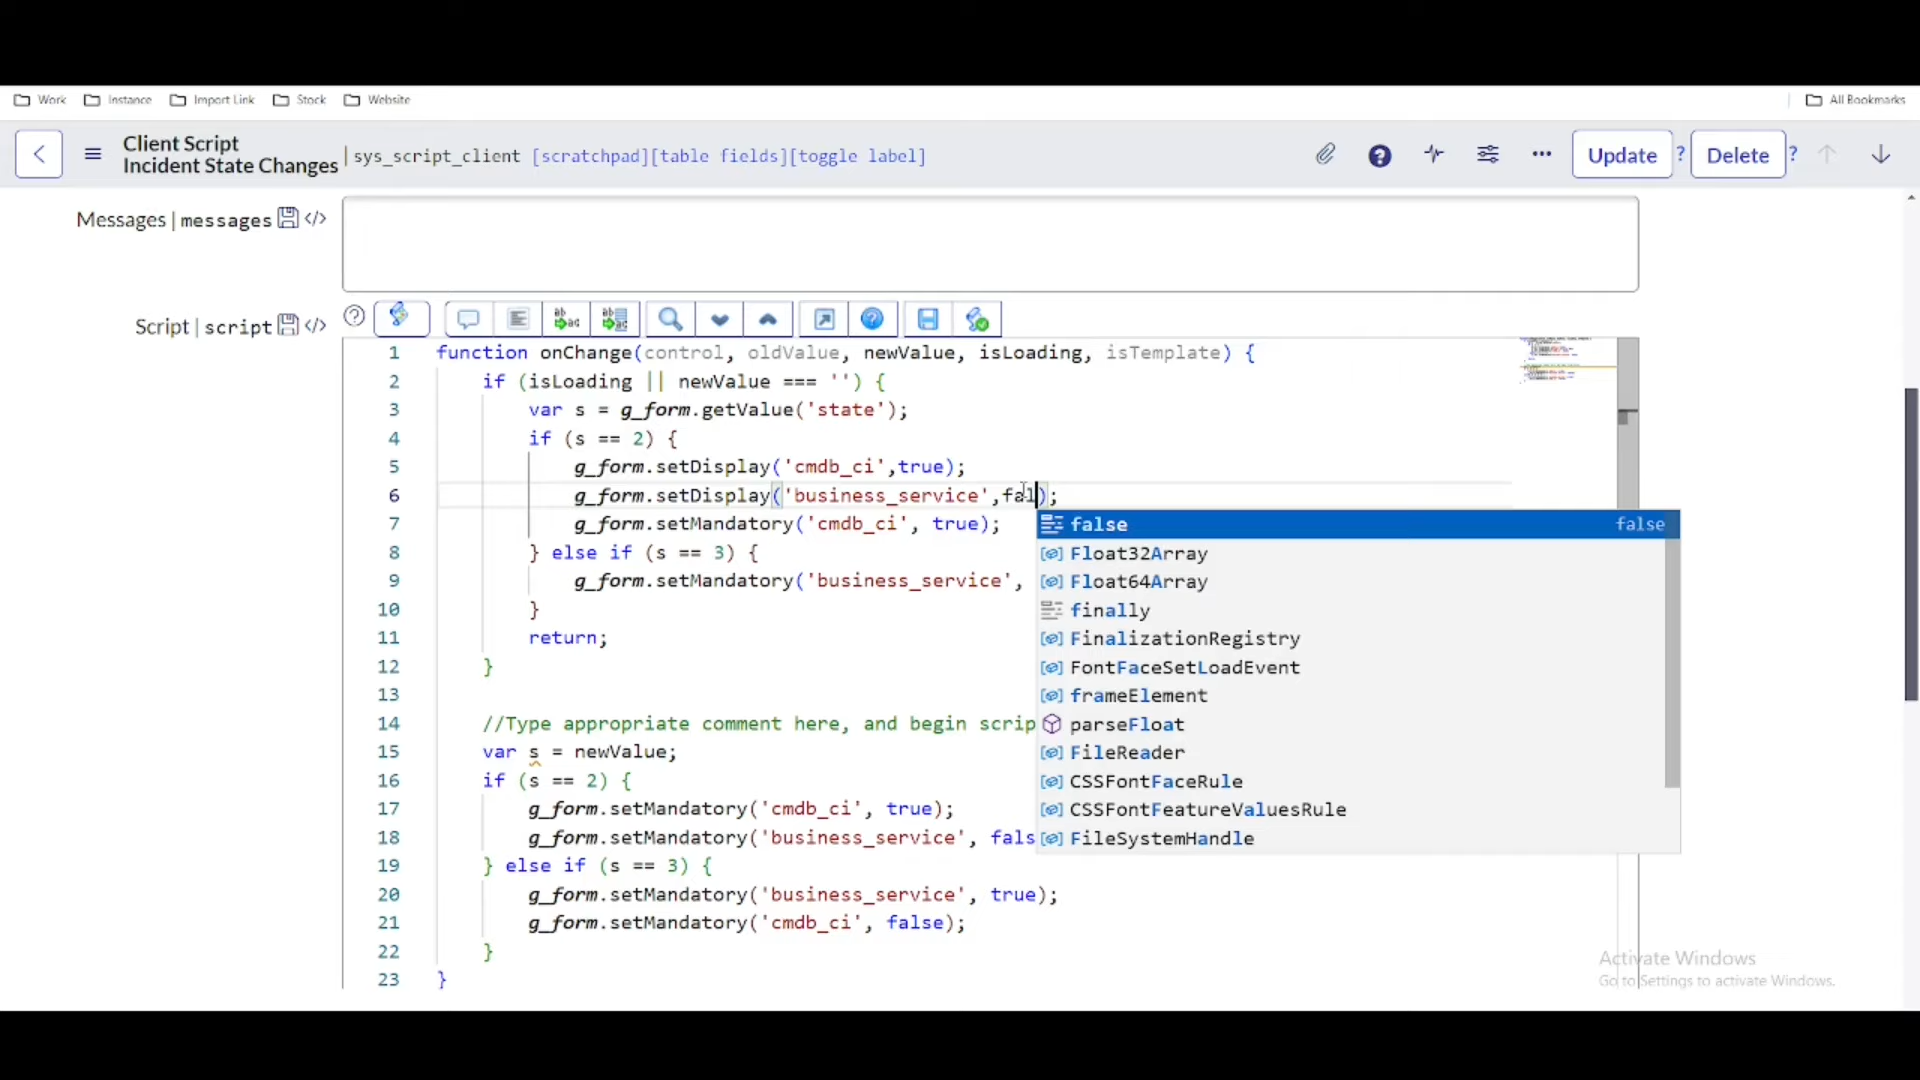 Work Instance Import Link Stock Website All Bookmarks
Client Script
Incident State Changes | sys_script_client [scratchpad][table fields][toggle label] Update ? Delete ?
Messages | messages </>
Script | script </>
1 function onChange(control, oldValue, newValue, isLoading, isTemplate) {
2 if (isLoading || newValue === '') {
3 var s = g_form.getValue('state');
4 if (s == 2) {
5 g_form.setDisplay('cmdb_ci',true);
6 g_form.setDisplay('business_service',fal);
7 g_form.setMandatory('cmdb_ci', true);
8 } else if (s == 3) {
9 g_form.setMandatory('business_service',
10 }
11 return;
12 }
13
14 //Type appropriate comment here, and begin scrip
15 var s = newValue;
16 if (s == 2) {
17 g_form.setMandatory('cmdb_ci', true);
18 g_form.setMandatory('business_service', fals
19 } else if (s == 3) {
20 g_form.setMandatory('business_service', true);
21 g_form.setMandatory('cmdb_ci', false);
22 }
23 }
false false
Float32Array
Float64Array
finally
FinalizationRegistry
FontFaceSetLoadEvent
frameElement
parseFloat
FileReader
CSSFontFaceRule
CSSFontFeatureValuesRule
FileSystemHandle
Activate Windows
Go to Settings to activate Windows.